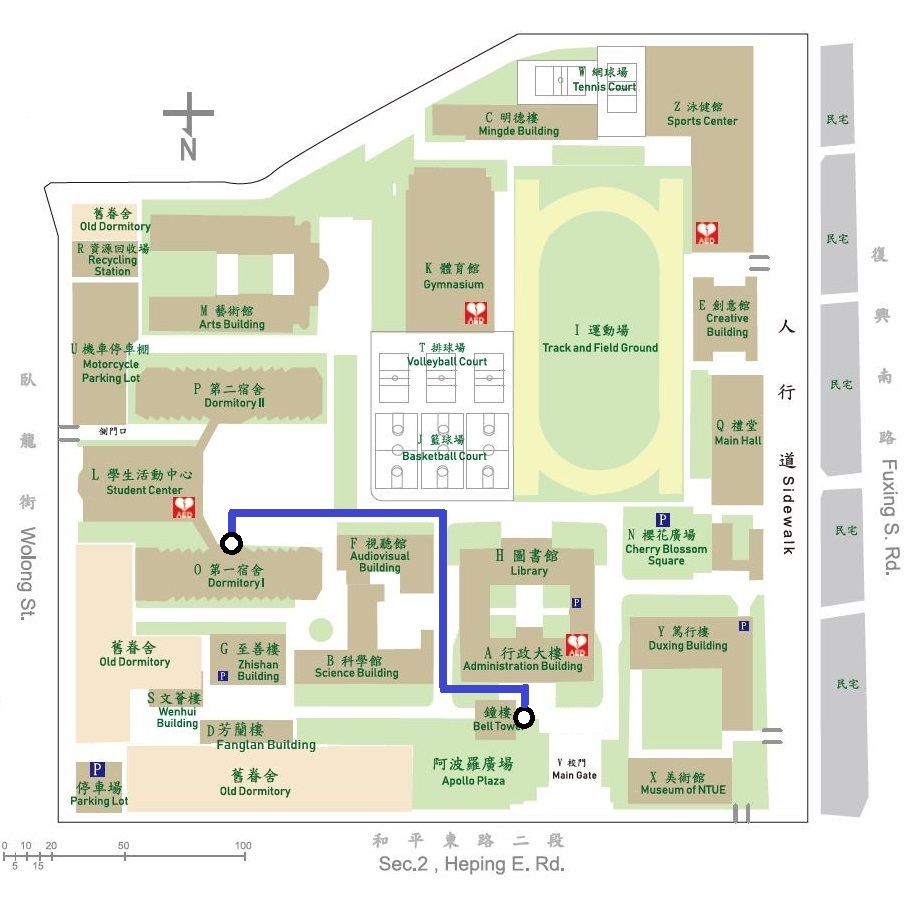 W 網球場
Tennis Court
C 明德樓
Mingde Building
Z 泳健館
Sports Center
民宅
N
舊眷舍
Old Dormitory
R 資源回收場
Recycling
Station
AED
民宅
復興南路 Fuxing S. Rd.
K 體育館
Gymnasium
AED
M 藝術館
Arts Building
E 創意館
Creative
Building
I 運動場
Track and Field Ground
人行道 Sidewalk
U 機車停車棚
Motorcycle
Parking Lot
T 排球場
Volleyball Court
P 第二宿舍
Dormitory II
民宅
臥龍街 Wolong St.
側門口
J 籃球場
Basketball Court
Q 禮堂
Main Hall
L 學生活動中心
Student Center
AED
P
N 櫻花廣場
Cherry Blossom
Square
民宅
F 視聽館
Audiovisual
Building
H 圖書館
Library
O 第一宿舍
Dormitory I
P
舊眷舍
Old Dormitory
G 至善樓
Zhishan
Building
P
B 科學館
Science Building
A 行政大樓
Administration Building
AED
Y 篤行樓
Duxing Building
P
民宅
S 文薈樓
Wenhui
Building
D 芳蘭樓
Fanglan Building
鐘樓
Bell Tow
P
停車場
Parking Lot
舊眷舍
Old Dormitory
阿波羅廣場
Apollo Plaza
V 校門
Main Gate
X 美術館
Museum of NTUE
0 10 20 50 100
5 15
和平東路二段
Sec.2 , Heping E. Rd.